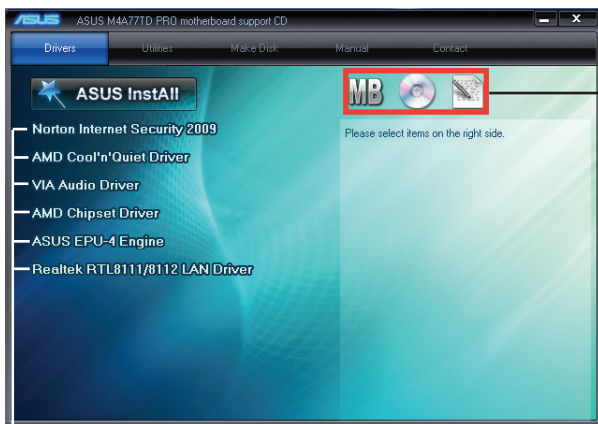 ASUS ASUS M4A77TD PRO motherboard support CD
Drivers Utilities Make Disk Manual Contact
ASUS InstAll
MB
Norton Internet Security 2009
Please select items on the right side.
AMD Cool'n'Quiet Driver
VIA Audio Driver
AMD Chipset Driver
ASUS EPU-4 Engine
Realtek RTL8111/8112 LAN Driver